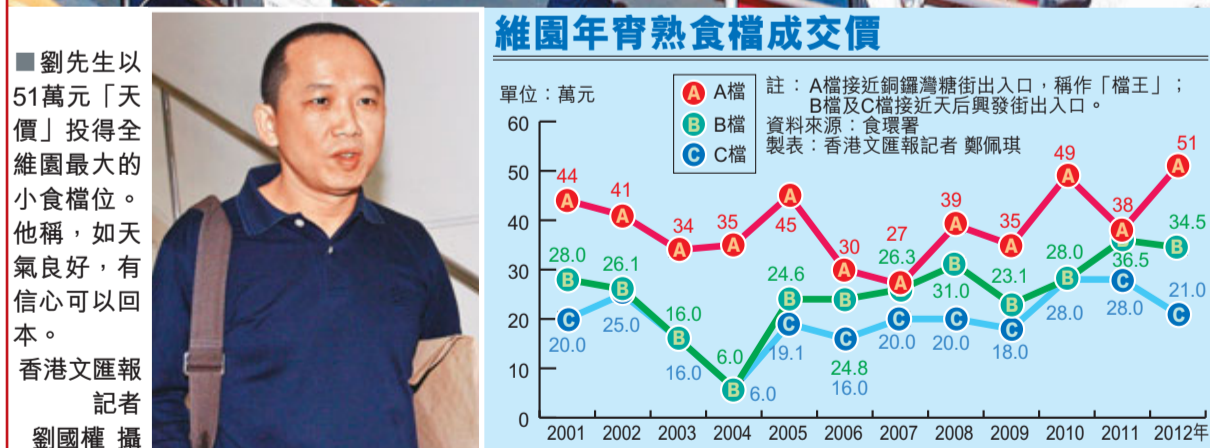 ■劉先生以
51萬元「天
價」投得全
維園最大的
小食檔位。
他稱，如天
氣良好，有
信心可以回
本。
香港文匯報
記者
劉國權 攝
維園年宵熟食檔成交價
單位：萬元
A A檔
B B檔
C C檔
註：A檔接近銅鑼灣糖街出入口，稱作「檔王」；
B檔及C檔接近天后興發街出入口。
資料來源：食環署
製表：香港文匯報記者 鄭佩琪
60
50
40
30
20
10
0
44 41 34 35 45 30 27 39 35 49 38 51
28.0 26.1 16.0 6.0 24.6 24.8 26.3 31.0 23.1 28.0 36.5 34.5
20.0 25.0 16.0 6.0 19.1 16.0 20.0 20.0 18.0 28.0 28.0 21.0
2001 2002 2003 2004 2005 2006 2007 2008 2009 2010 2011 2012年